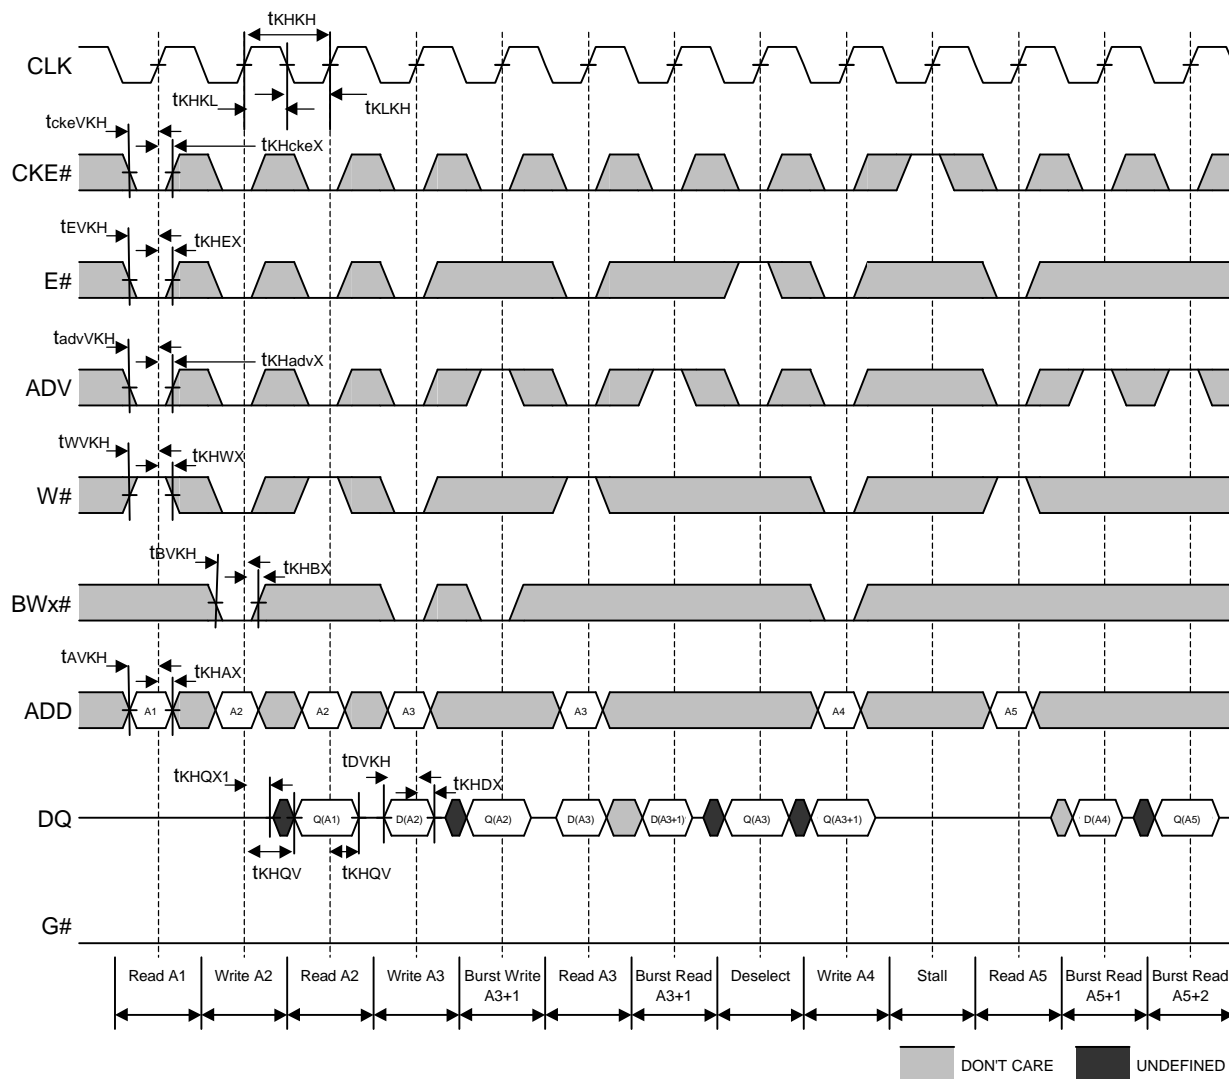 tKHKH
CLK
tKHKL
tKLKH
tckeVKH
tKHckeX
CKE#
tEVKH
tKHEX
E#
tadvVKH
tKHadvX
ADV
tWVKH
tKHWX
W#
tBVKH
tKHBX
BWx#
tAVKH
tKHAX
ADD
A1
A2
A2
A3
A3
A4
A5
tKHQX1
tDVKH
tKHDX
DQ
Q(A1)
D(A2)
Q(A2)
D(A3)
D(A3+1)
Q(A3)
Q(A3+1)
D(A4)
Q(A5)
tKHQV
tKHQV
G#
Read A1
Write A2
Read A2
Write A3
Burst Write
A3+1
Read A3
Burst Read
A3+1
Deselect
Write A4
Stall
Read A5
Burst Read
A5+1
Burst Read
A5+2
DON'T CARE
UNDEFINED